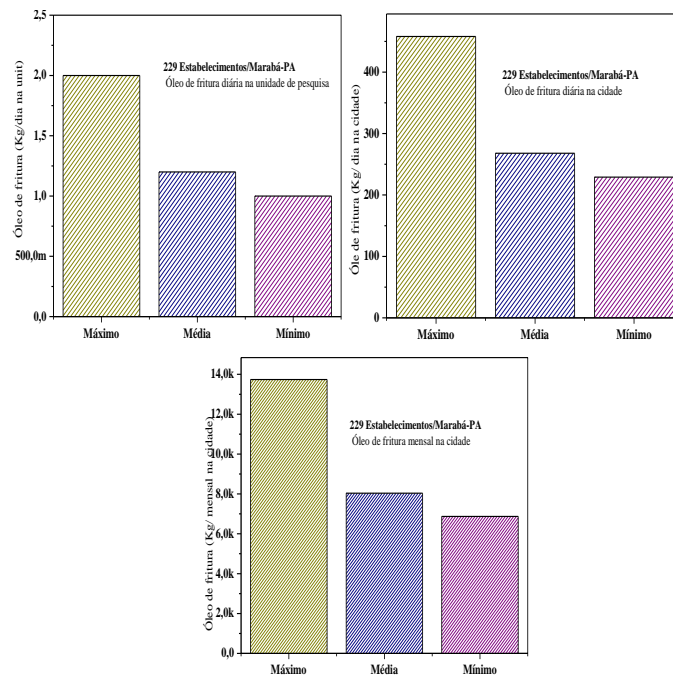 2,5
2,0
1,5
1,0
500,0m
0,0
Óleo de fritura (Kg/dia na unit)
229 Estabelecimentos/Marabá-PA
Óleo de fritura diária na unidade de pesquisa
Máximo Média Mínimo
400
300
200
100
0
Óle de fritura (Kg/ dia na cidade)
229 Estabelecimentos/Marabá-PA
Óleo de fritura diária na cidade
Máximo Média Mínimo
14,0k
12,0k
10,0k
8,0k
6,0k
4,0k
2,0k
0,0
Óleo de fritura (Kg/ mensal na cidade)
229 Estabelecimentos/Marabá-PA
Óleo de fritura mensal na cidade
Máximo Média Mínimo